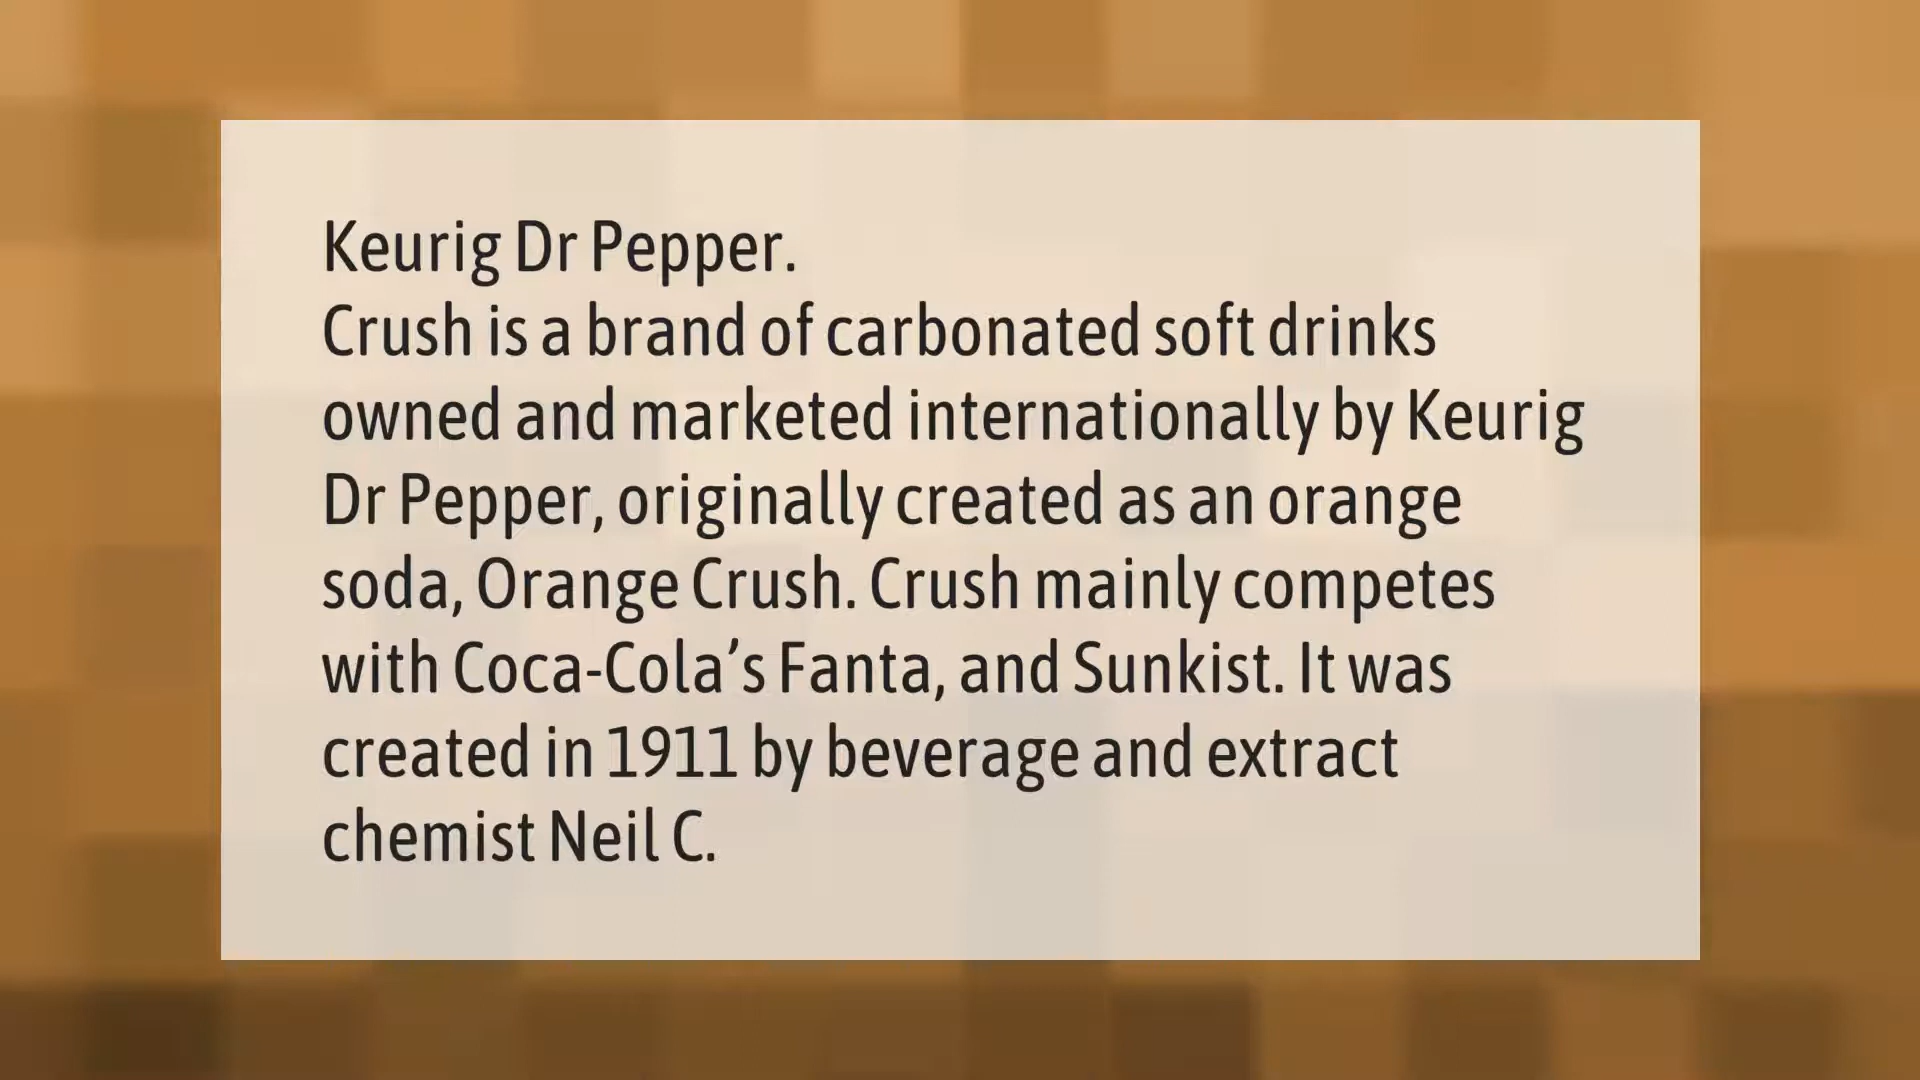 Keurig Dr Pepper.
Crush is a brand of carbonated soft drinks
owned and marketed internationally by Keurig
Dr Pepper, originally created as an orange
soda, Orange Crush. Crush mainly competes
with Coca-Cola’s Fanta, and Sunkist. It was
created in 1911 by beverage and extract
chemist Neil C.